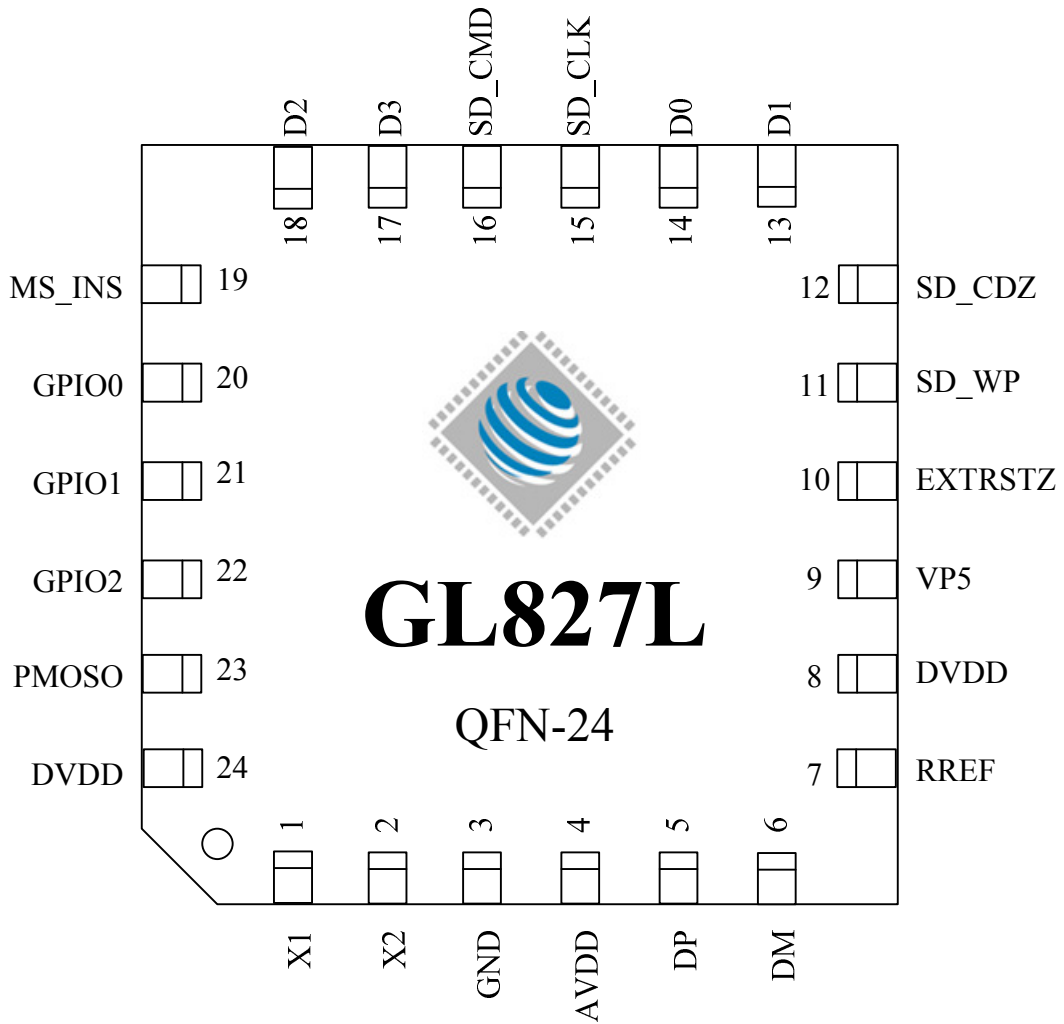 D2
D3
SD_CMD
SD_CLK
D0
D1
18
17
16
15
14
13
MS_INS 19
12 SD_CDZ
GPIO0 20
11 SD_WP
GPIO1 21
10 EXTRSTZ
GPIO2 22
9 VP5
GL827L
PMOSO 23
8 DVDD
QFN-24
DVDD 24
7 RREF
1
2
3
4
5
6
X1
X2
GND
AVDD
DP
DM